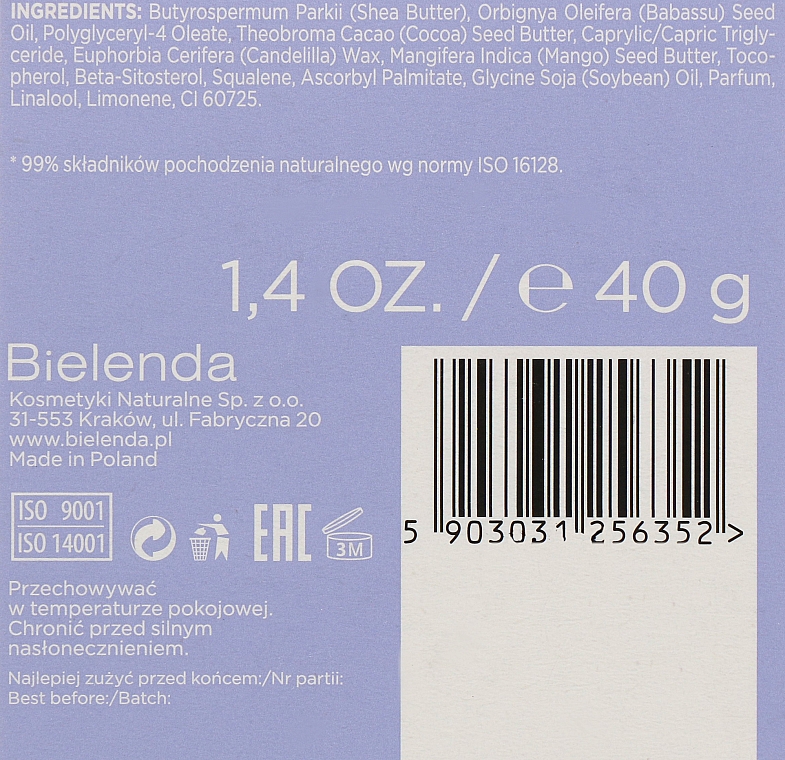 INGREDIENTS: Butyrospermum Parkii (Shea Butter), Orbignya Oleifera (Babassu) Seed
Oil, Polyglyceryl-4 Oleate, Theobroma Cacao (Cocoa) Seed Butter, Caprylic/Capric Trigly-
ceride, Euphorbia Cerifera (Candelilla) Wax, Mangifera Indica (Mango) Seed Butter, Toco-
pherol, Beta-Sitosterol, Squalene, Ascorbyl Palmitate, Glycine Soja (Soybean) Oil, Parfum,
Linalool, Limonene, CI 60725.
* 99% składników pochodzenia naturalnego wg normy ISO 16128.
1,4 OZ. / ℮ 40 g
Bielenda
Kosmetyki Naturalne Sp. z o.o.
31-553 Kraków, ul. Fabryczna 20
www.bielenda.pl
Made in Poland
ISO 9001
ISO 14001
EAC
3M
Przechowywać
w temperaturze pokojowej.
Chronić przed silnym
nasłonecznieniem.
Najlepiej zużyć przed końcem:/Nr partii:
Best before:/Batch:
5 903031 256352 >